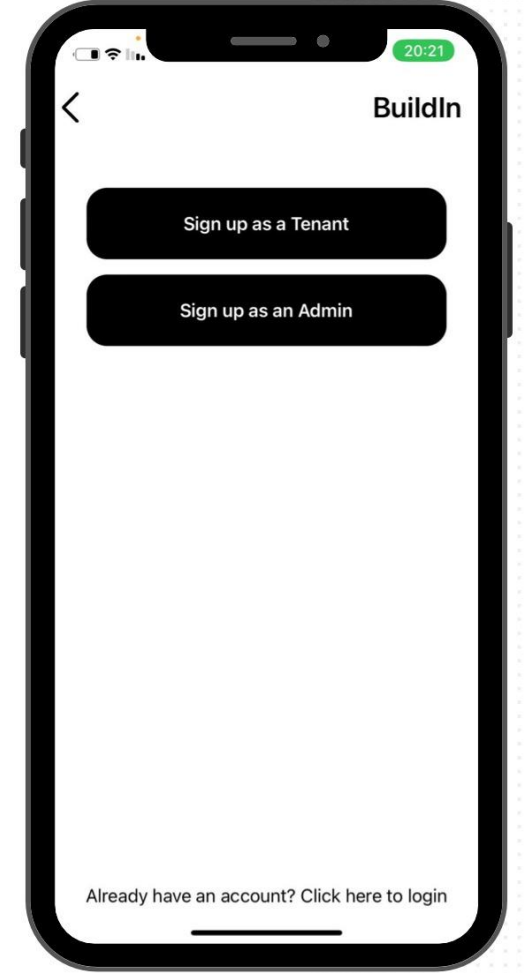 20:21
BuildIn
Sign up as a Tenant
Sign up as an Admin
Already have an account? Click here to login